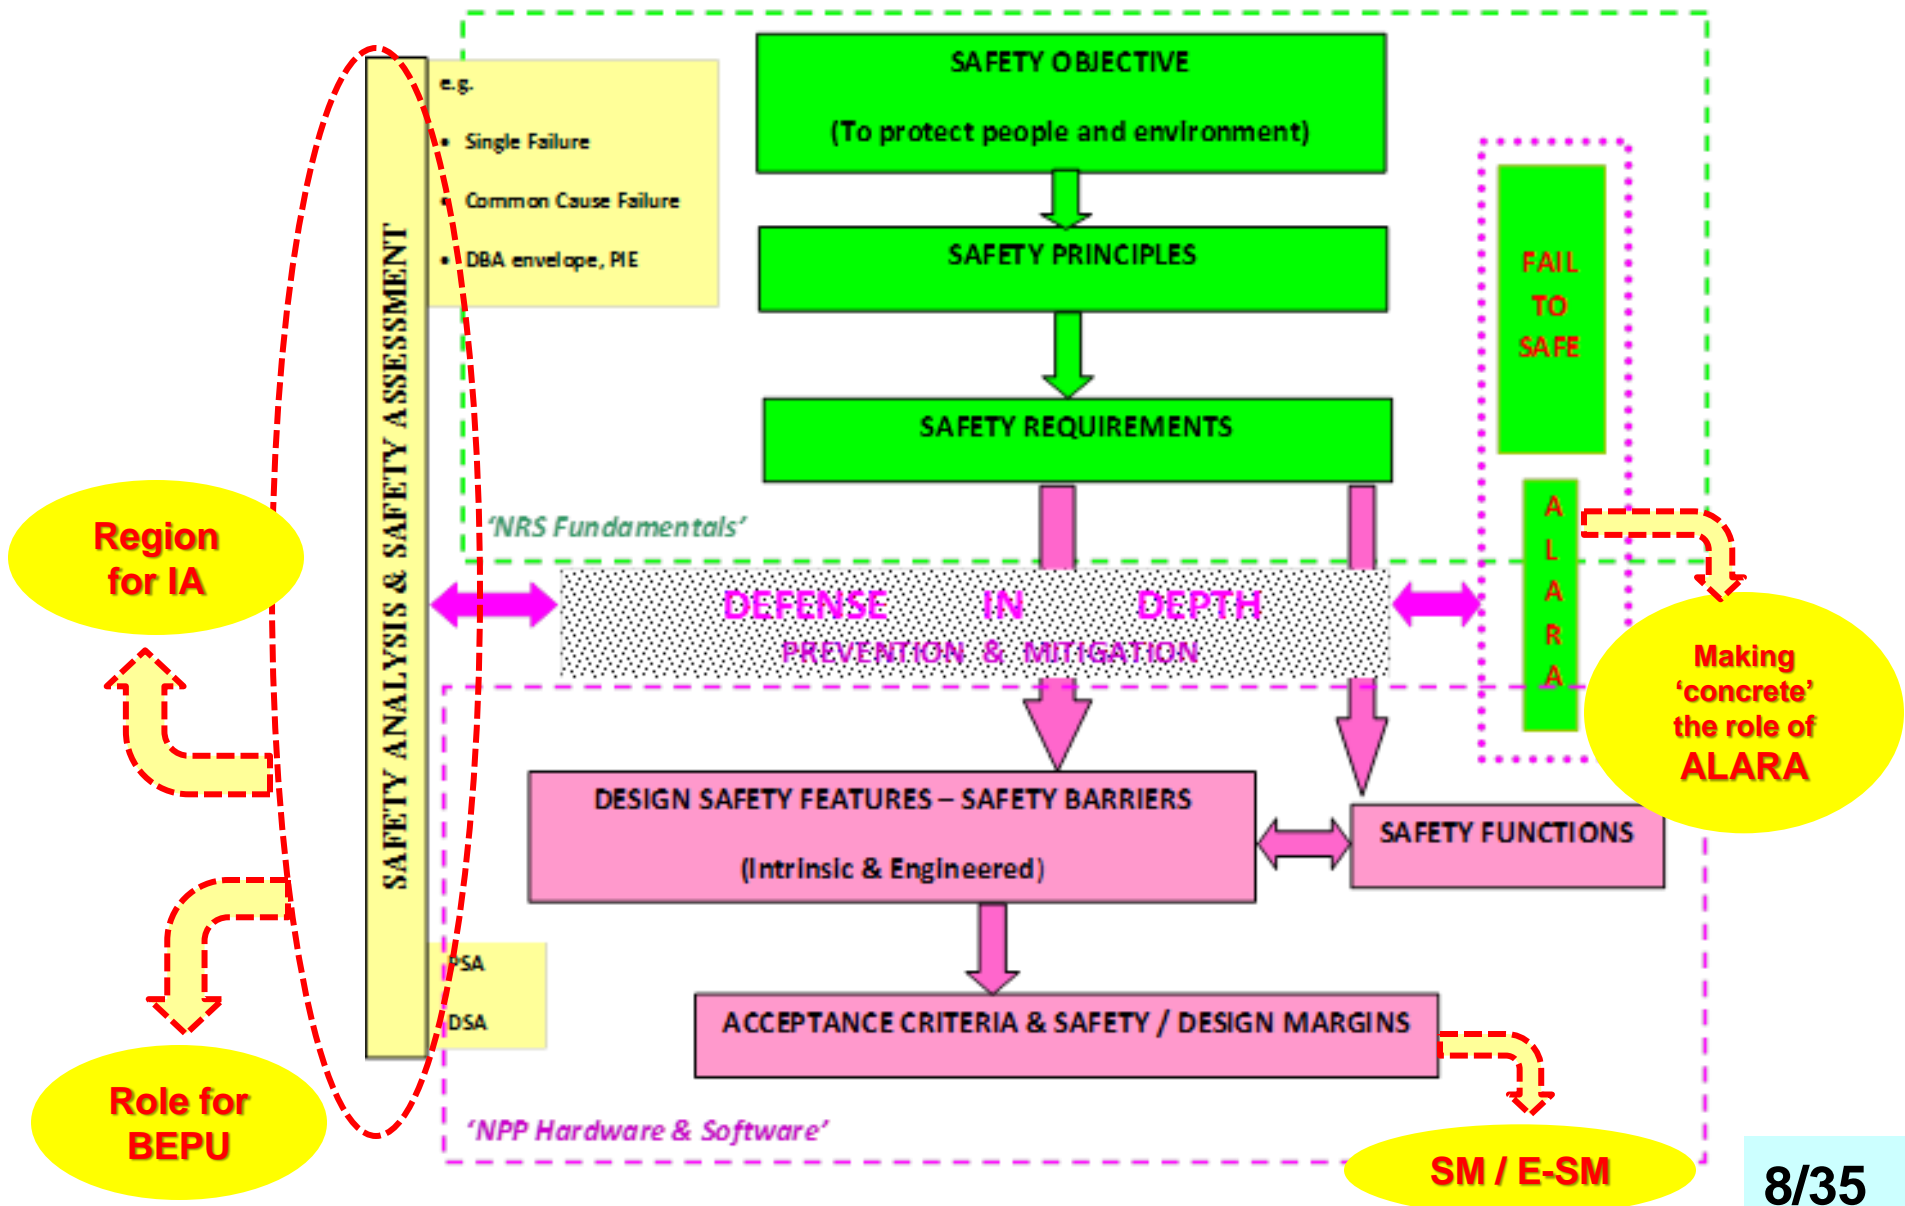 SAFETY OBJECTIVE
(To protect people and environment)
SAFETY PRINCIPLES
SAFETY REQUIREMENTS
e.g.
• Single Failure
• Common Cause Failure
• DBA envelope, PIE
SAFETY ANALYSIS & SAFETY ASSESSMENT
FAIL
TO
SAFE
A
L
A
R
A
'NRS Fundamentals'
Region
for IA
DEFENSE IN DEPTH
PREVENTION & MITIGATION
Making
'concrete'
the role of
ALARA
DESIGN SAFETY FEATURES – SAFETY BARRIERS
(Intrinsic & Engineered)
SAFETY FUNCTIONS
PSA
DSA
ACCEPTANCE CRITERIA & SAFETY / DESIGN MARGINS
Role for
BEPU
'NPP Hardware & Software'
SM / E-SM
8/35